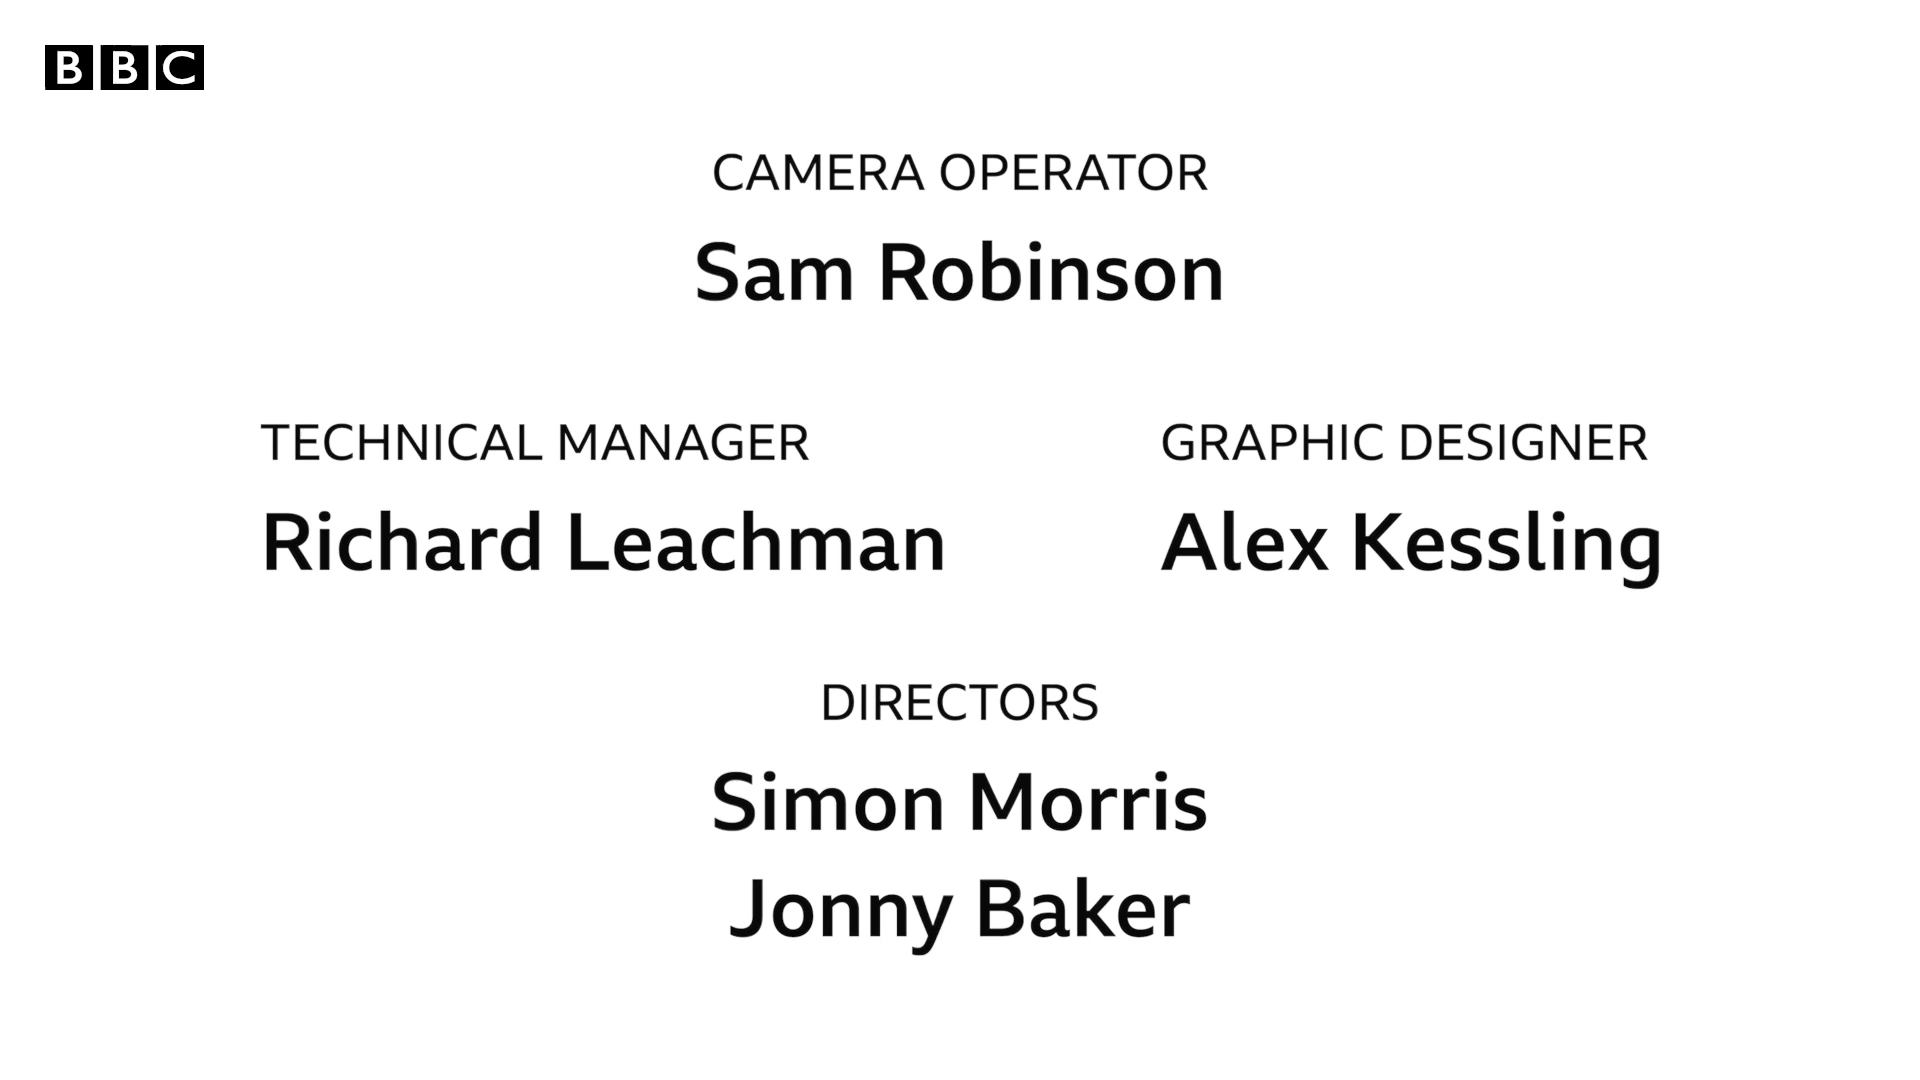 BBC
CAMERA OPERATOR
Sam Robinson
TECHNICAL MANAGER
Richard Leachman
GRAPHIC DESIGNER
Alex Kessling
DIRECTORS
Simon Morris
Jonny Baker